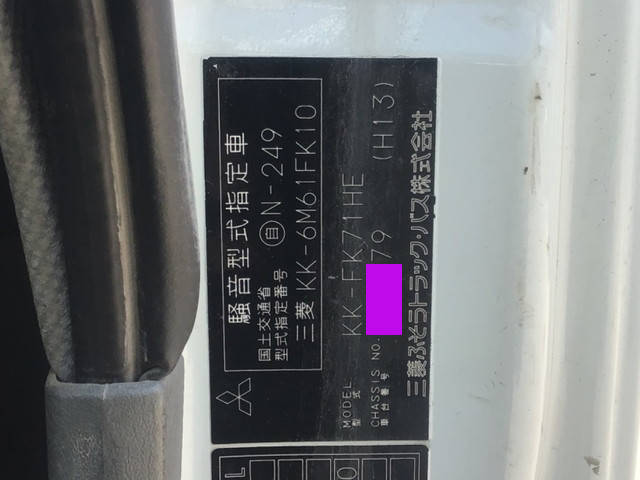 騒音型式指定車
国土交通省
型式指定番号
自N-249
三菱 KK-6M61FK10
MODEL
型式
KK-FK71HE
CHASSIS NO.
車台番号
79 (H13)
三菱ふそうトラック・バス株式会社
L